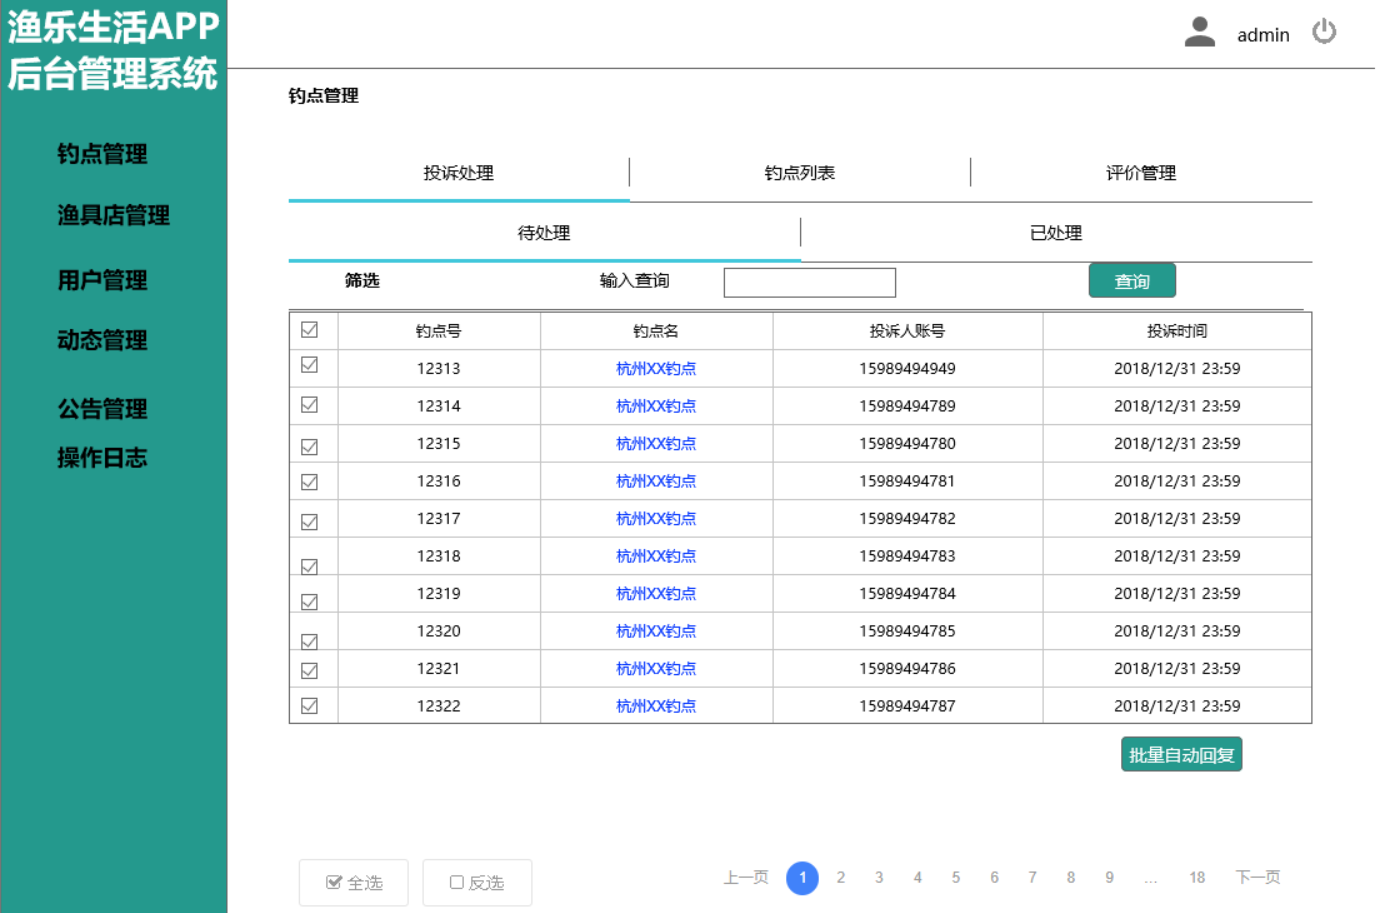 渔乐生活APP
后台管理系统
admin
钓点管理
渔具店管理
用户管理
动态管理
公告管理
操作日志
钓点管理
投诉处理 钓点列表 评价管理
待处理 已处理
筛选 输入查询 查询
钓点号 钓点名 投诉人账号 投诉时间
12313 杭州XX钓点 15989494949 2018/12/31 23:59
12314 杭州XX钓点 15989494789 2018/12/31 23:59
12315 杭州XX钓点 15989494780 2018/12/31 23:59
12316 杭州XX钓点 15989494781 2018/12/31 23:59
12317 杭州XX钓点 15989494782 2018/12/31 23:59
12318 杭州XX钓点 15989494783 2018/12/31 23:59
12319 杭州XX钓点 15989494784 2018/12/31 23:59
12320 杭州XX钓点 15989494785 2018/12/31 23:59
12321 杭州XX钓点 15989494786 2018/12/31 23:59
12322 杭州XX钓点 15989494787 2018/12/31 23:59
批量自动回复
全选 反选 上一页 1 2 3 4 5 6 7 8 9 ... 18 下一页